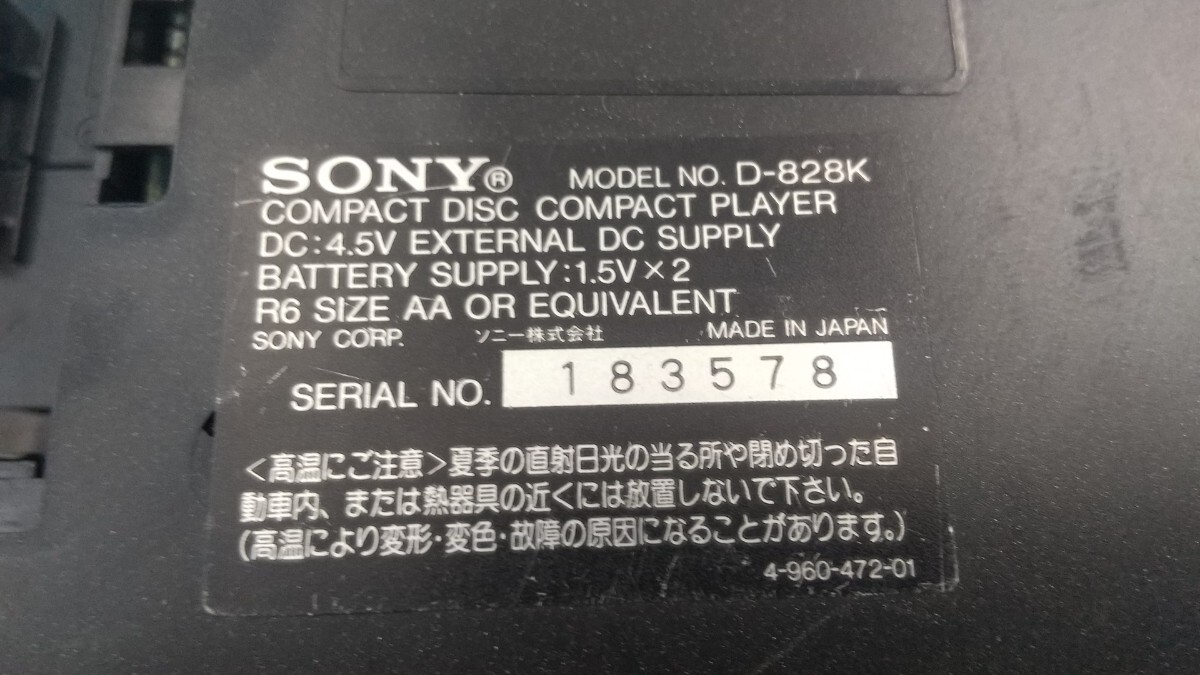 SONY® MODEL NO. D-828K
COMPACT DISC COMPACT PLAYER
DC:4.5V EXTERNAL DC SUPPLY
BATTERY SUPPLY:1.5V×2
R6 SIZE AA OR EQUIVALENT
SONY CORP. ソニー株式会社 MADE IN JAPAN
SERIAL NO. 183578
<高温にご注意>夏季の直射日光の当る所や閉め切った自
動車内、または熱器具の近くには放置しないで下さい。
(高温により変形・変色・故障の原因になることがあります。)
4-960-472-01